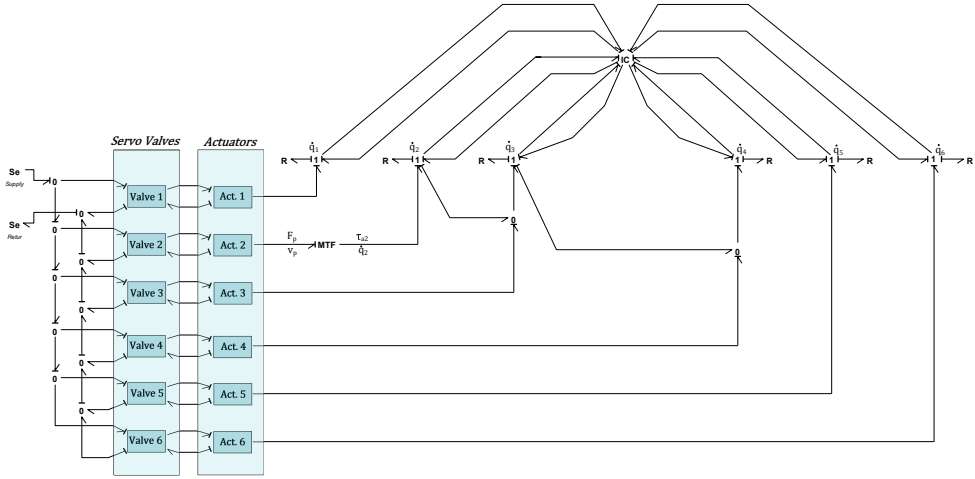 IC
Servo Valves Actuators
q̇₁ q̇₂ q̇₃ q̇₄ q̇₅ q̇₆
R 1 R 1 R 1 1 R 1 R 1 R
Se 0
Supply
Valve 1 Act. 1
0 0
Se
Retur
0 Valve 2 Act. 2 Fₚ vₚ MTF τₐ₂ q̇₂ 0
0
0 Valve 3 Act. 3
0
0 Valve 4 Act. 4
0
0 Valve 5 Act. 5
0
Valve 6 Act. 6